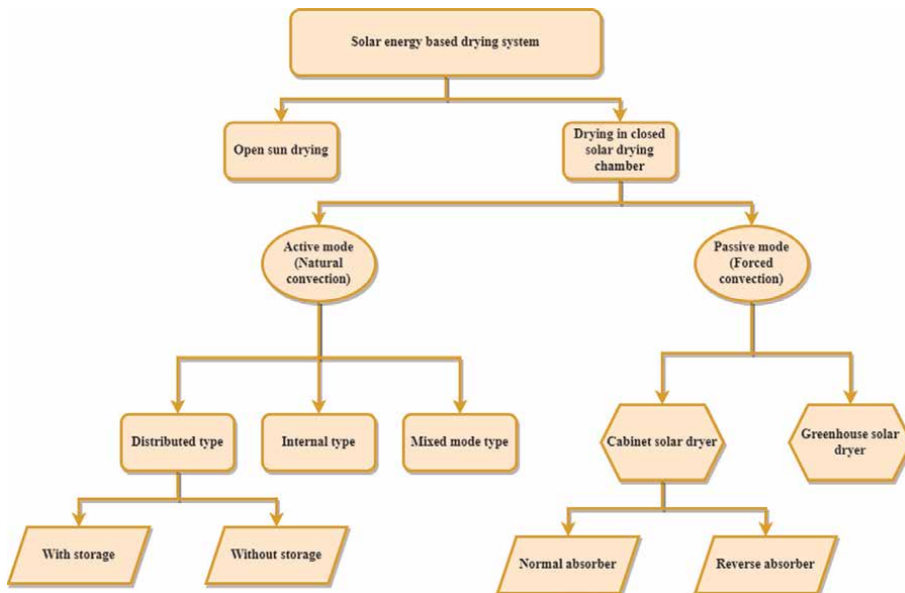 Solar energy based drying system
Open sun drying
Drying in closed
solar drying
chamber
Active mode
(Natural
convection)
Passive mode
(Forced
convection)
Distributed type
Internal type
Mixed mode type
Cabinet solar dryer
Greenhouse solar
dryer
With storage
Without storage
Normal absorber
Reverse absorber